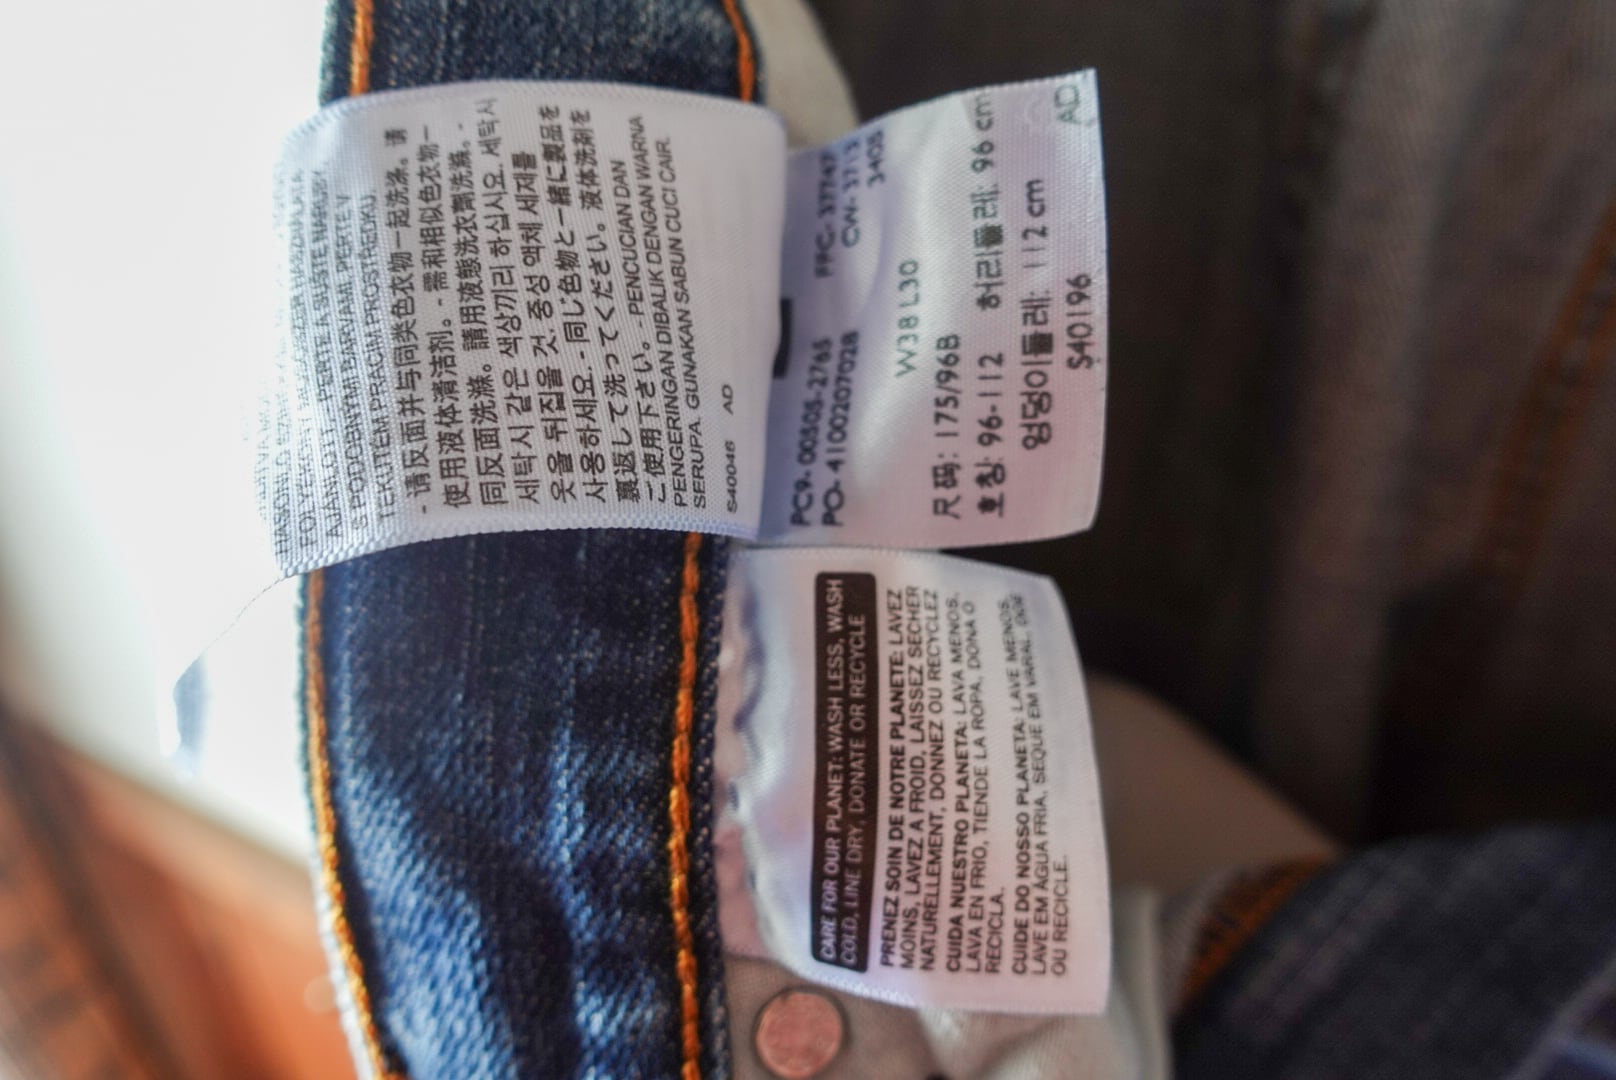 AJANLOTT. - PERTE A SUSTE
S PODOBNYMI BARVAMI. PERTE V
TEKUTÉM PRACÍM PROSTŘEDKU.
- 请反面并与同类色衣物一起洗涤。请
使用液体清洁剂。- 需和相似色衣物一
同反面洗滌。請用液態洗衣劑洗滌。-
세탁시 같은 색상끼리 하십시요. 세탁시
옷을 뒤집을 것. 중성 액체 세제를
사용하세요. - 同じ色物と一緒に製品を
裏返して洗ってください。液体洗剤を
ご使用下さい。- PENCUCIAN DAN
PENGERINGAN DIBALIK DENGAN WARNA
SERUPA. GUNAKAN SABUN CUCI CAIR.
S40046 AD
PC9- 00505-2765
PO- 4100207028
W38 L30
尺码: 175/96B
호칭: 96-112 허리둘레: 96 cm
엉덩이둘레: 112 cm
S40196 AD
CARE FOR OUR PLANET: WASH LESS, WASH
COLD, LINE DRY, DONATE OR RECYCLE
PRENEZ SOIN DE NOTRE PLANETE: LAVEZ
MOINS, LAVEZ A FROID, LAISSEZ SECHER
NATURELLEMENT, DONNEZ OU RECYCLEZ
CUIDA NUESTRO PLANETA: LAVA MENOS,
LAVA EN FRIO, TIENDE LA ROPA, DONA O
RECICLA.
CUIDE DO NOSSO PLANETA: LAVE MENOS,
LAVE EM ÁGUA FRIA, SEQUE EM VARAL, DOE
OU RECICLE.